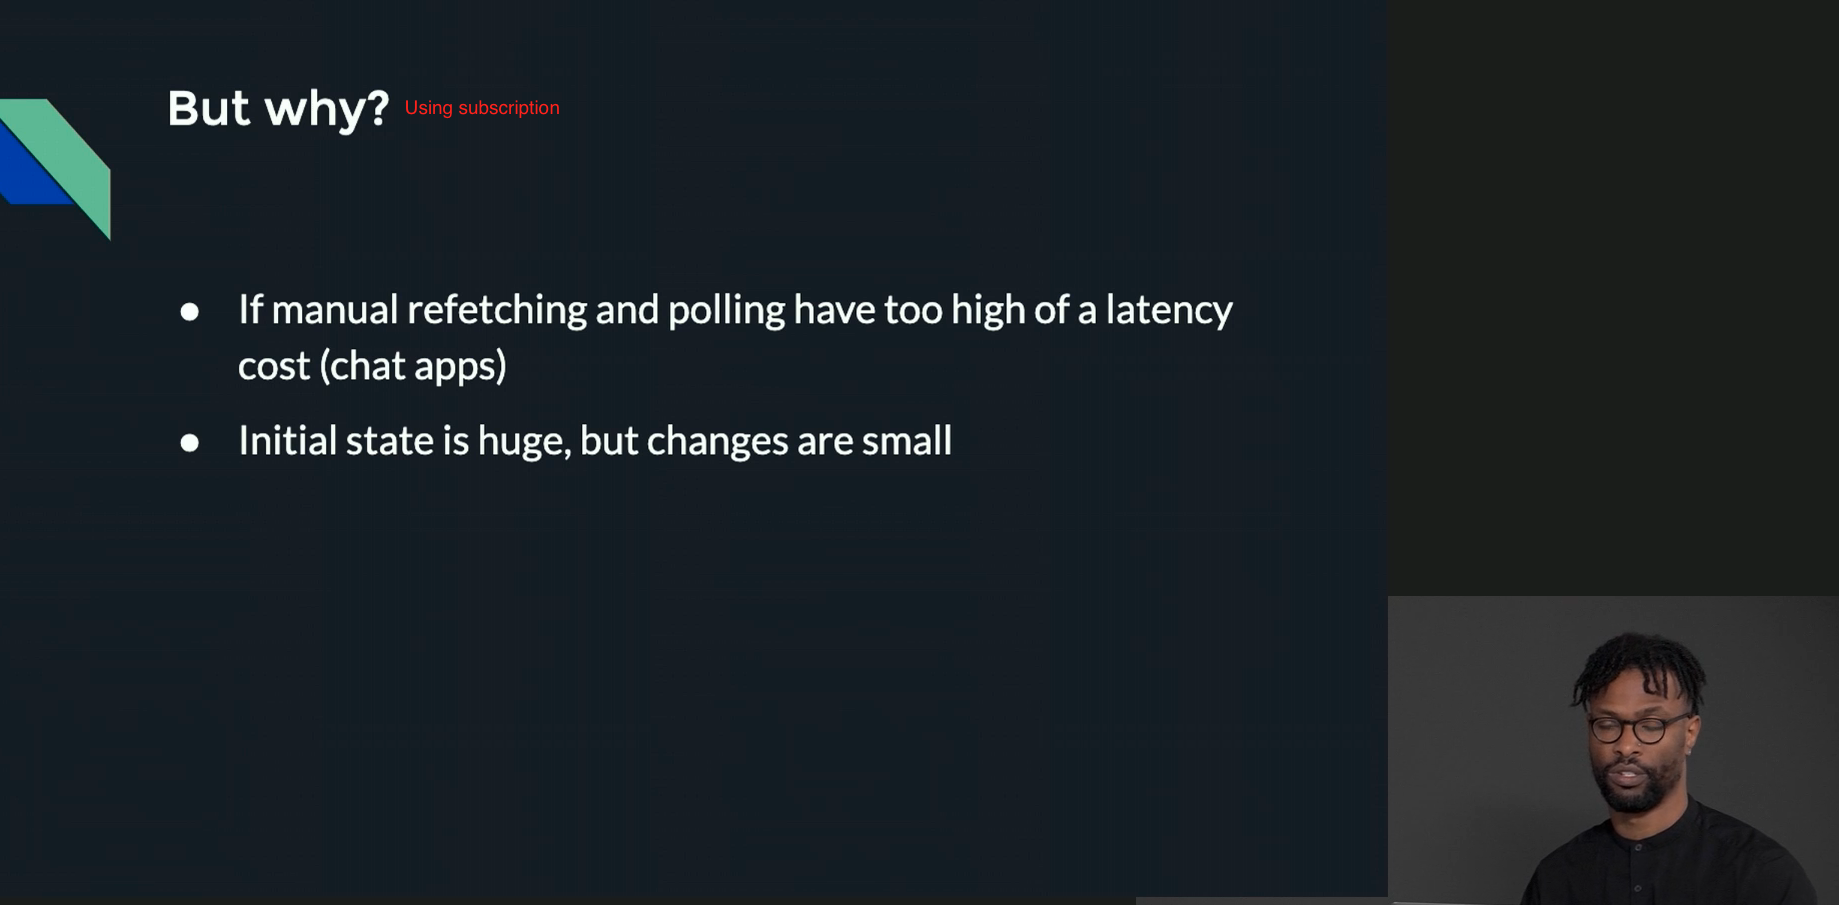 But why? Using subscription
● If manual refetching and polling have too high of a latency
cost (chat apps)
● Initial state is huge, but changes are small